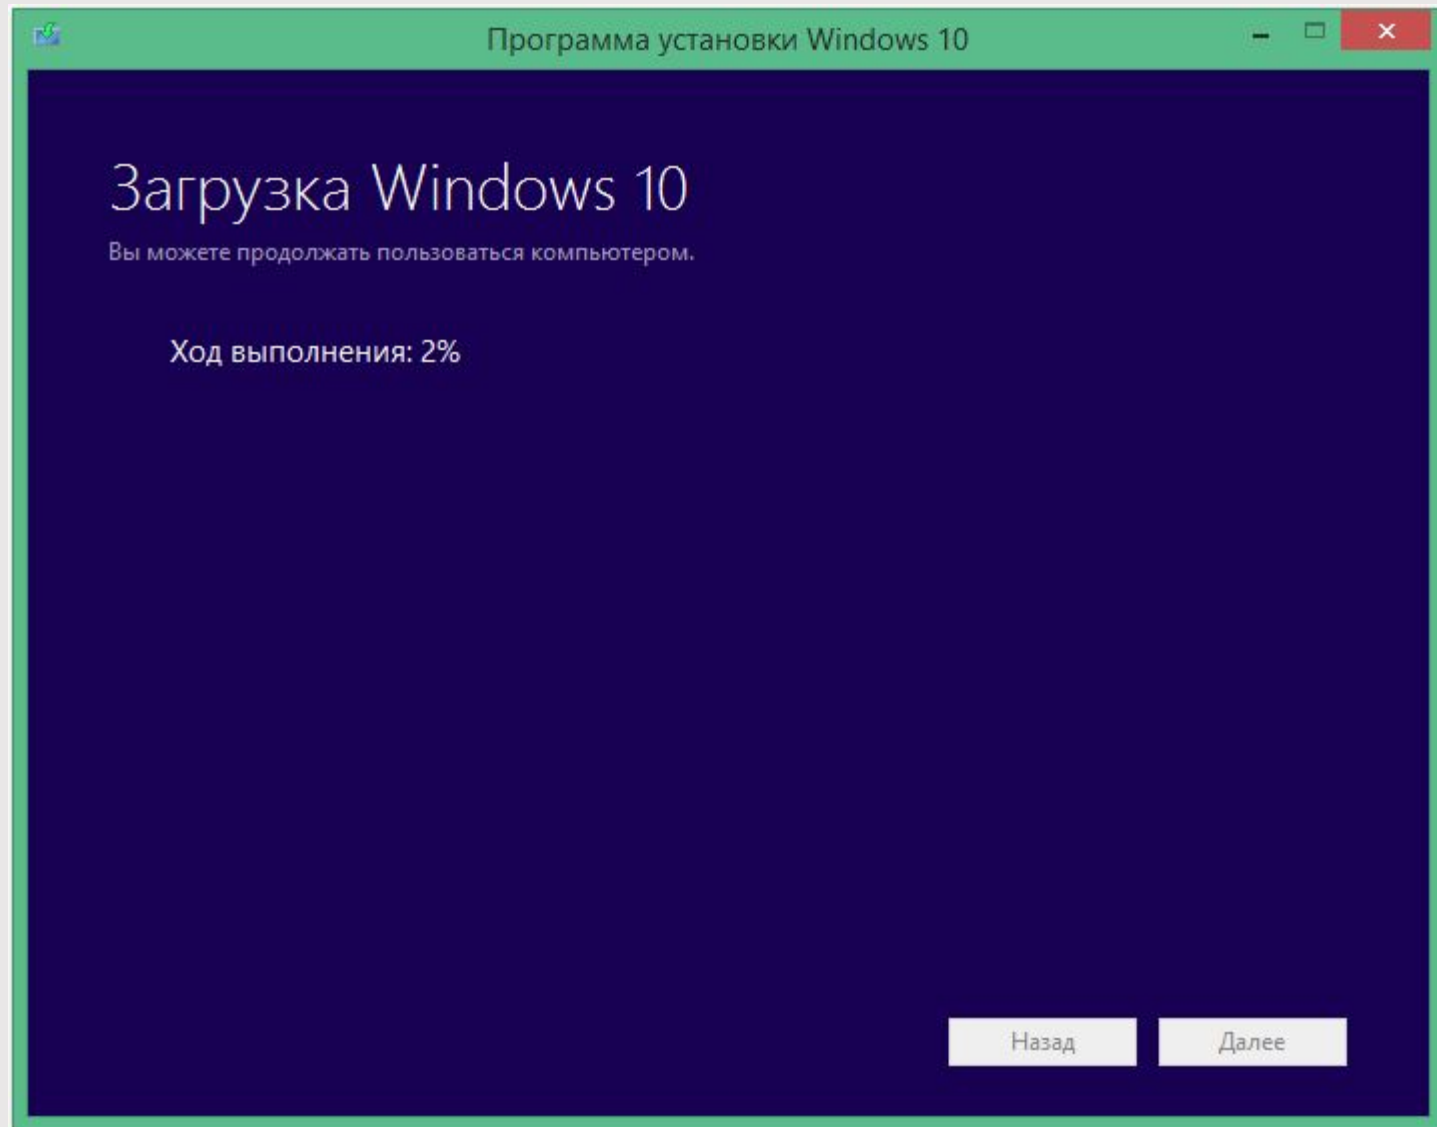 Программа установки Windows 10
Загрузка Windows 10
Вы можете продолжать пользоваться компьютером.
Ход выполнения: 2%
Назад Далее